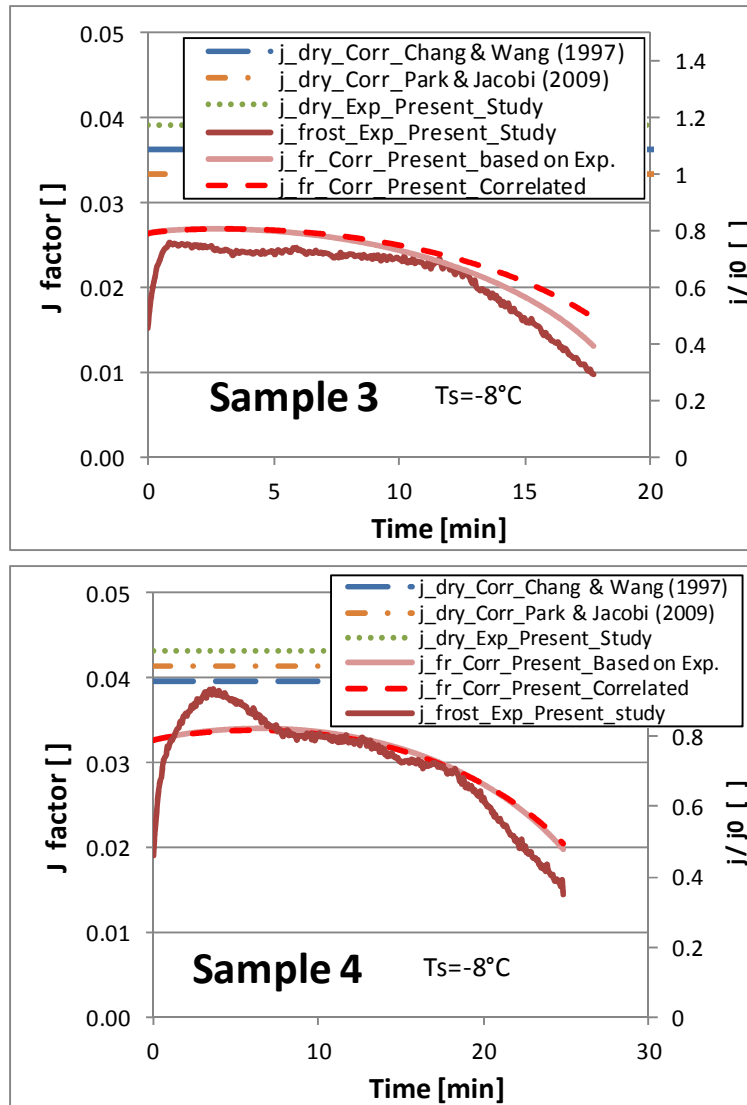 0.05
0.04
0.03
0.02
0.01
0.00
J factor [ ]
j_dry_Corr_Chang & Wang (1997)
j_dry_Corr_Park & Jacobi (2009)
j_dry_Exp_Present_Study
j_frost_Exp_Present_Study
j_fr_Corr_Present_based on Exp.
j_fr_Corr_Present_Correlated
1.4
1.2
1
0.8
0.6
0.4
0.2
0
j / j0 [ ]
Sample 3
Ts=-8°C
0 5 10 15 20
Time [min]
0.05
0.04
0.03
0.02
0.01
0.00
J factor [ ]
j_dry_Corr_Chang & Wang (1997)
j_dry_Corr_Park & Jacobi (2009)
j_dry_Exp_Present_Study
j_fr_Corr_Present_Based on Exp.
j_fr_Corr_Present_Correlated
j_frost_Exp_Present_study
0.8
0.6
0.4
0.2
0
j / j0 [ ]
Sample 4
Ts=-8°C
0 10 20 30
Time [min]